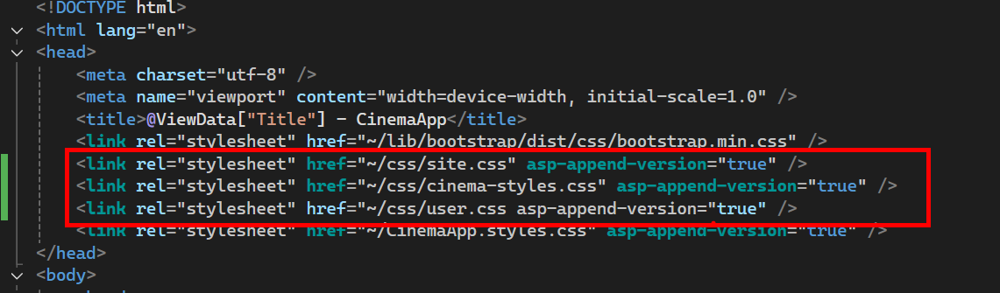 <!DOCTYPE html>
<html lang="en">
<head>
<meta charset="utf-8" />
<meta name="viewport" content="width=device-width, initial-scale=1.0" />
<title>@ViewData["Title"] - CinemaApp</title>
<link rel="stylesheet" href="~/lib/bootstrap/dist/css/bootstrap.min.css" />
<link rel="stylesheet" href="~/css/site.css" asp-append-version="true" />
<link rel="stylesheet" href="~/css/cinema-styles.css" asp-append-version="true" />
<link rel="stylesheet" href="~/css/user.css asp-append-version="true" />
<link rel="stylesheet" href="~/CinemaApp.styles.css" asp-append-version="true" />
</head>
<body>